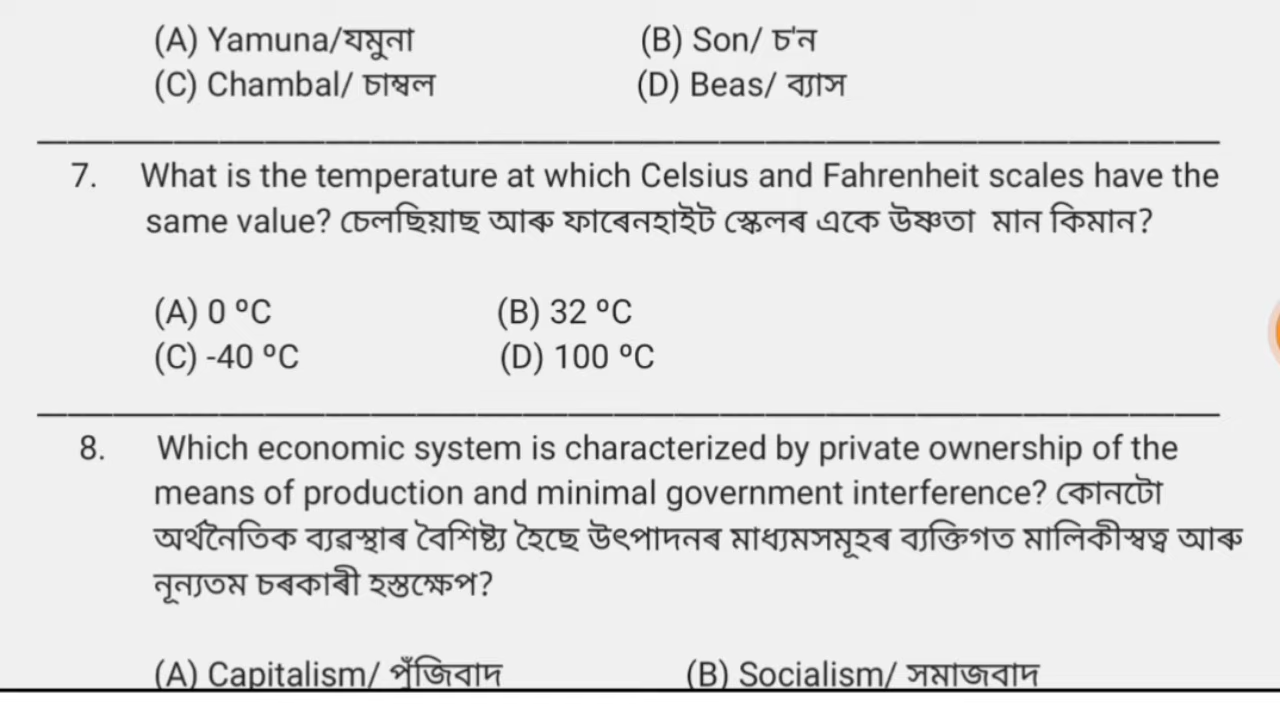 (A) Yamuna/যমুনা (B) Son/ চ'ন
(C) Chambal/ চাম্বল (D) Beas/ ব্যাস
7. What is the temperature at which Celsius and Fahrenheit scales have the
same value? চেলছিয়াছ আৰু ফাৰেনহাইট স্কেলৰ একে উষ্ণতা মান কিমান?
(A) 0 ºC (B) 32 ºC
(C) -40 ºC (D) 100 ºC
8. Which economic system is characterized by private ownership of the
means of production and minimal government interference? কোনটো
অৰ্থনৈতিক ব্যৱস্থাৰ বৈশিষ্ট্য হৈছে উৎপাদনৰ মাধ্যমসমূহৰ ব্যক্তিগত মালিকীস্বত্ব আৰু
নূন্যতম চৰকাৰী হস্তক্ষেপ?
(A) Capitalism/ পুঁজিবাদ (B) Socialism/ সমাজবাদ